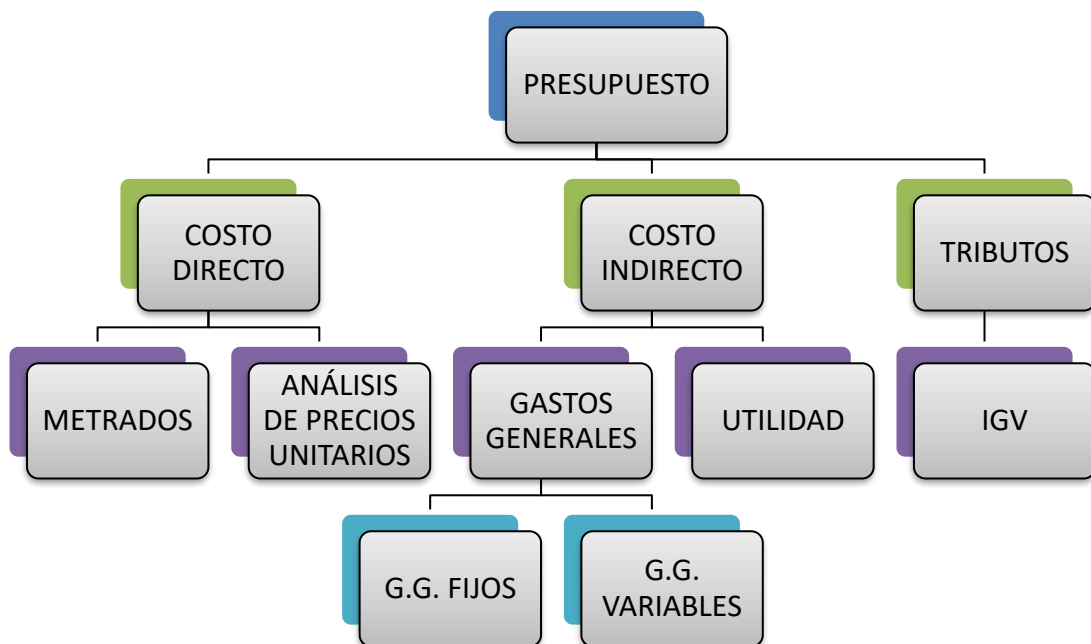 PRESUPUESTO
COSTO
DIRECTO
COSTO
INDIRECTO
TRIBUTOS
METRADOS
ANÁLISIS
DE PRECIOS
UNITARIOS
GASTOS
GENERALES
UTILIDAD
IGV
G.G. FIJOS
G.G.
VARIABLES